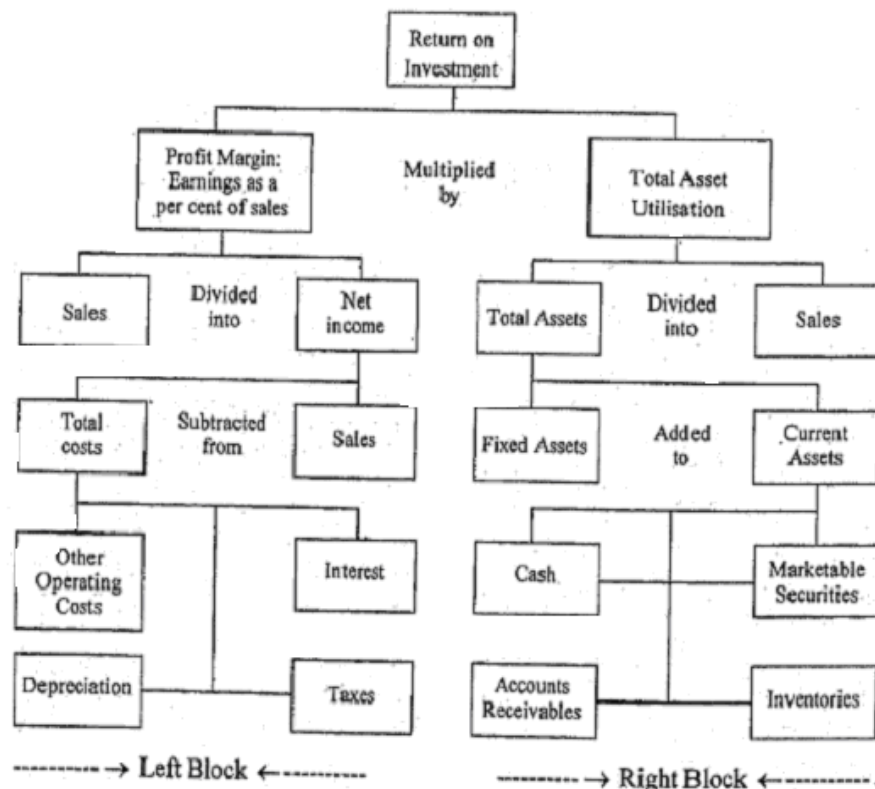 Return on
Investment
Profit Margin:
Earnings as a
per cent of sales
Multiplied
by
Total Asset
Utilisation
Sales
Divided
into
Net
income
Total Assets
Divided
into
Sales
Total
costs
Subtracted
from
Sales
Fixed Assets
Added
to
Current
Assets
Other
Operating
Costs
Interest
Cash
Marketable
Securities
Depreciation
Taxes
Accounts
Receivables
Inventories
-------→ Left Block ←-------
-------→ Right Block ←-------